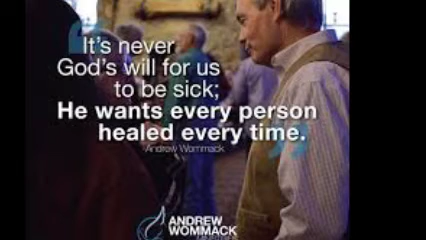 It's never
God's will for us
to be sick;
He wants every person
healed every time.
-Andrew Wommack
ANDREW
WOMMACK